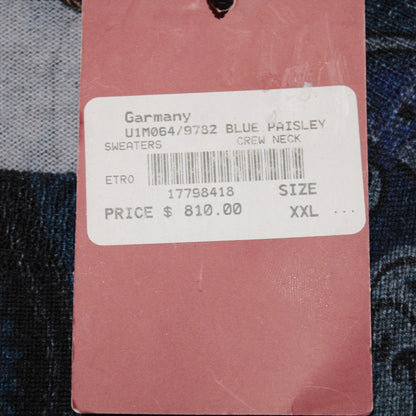 Garmany
U1M064/9782 BLUE PAISLEY
SWEATERS CREW NECK
ETRO
17798418 SIZE
PRICE $ 810.00 XXL ...